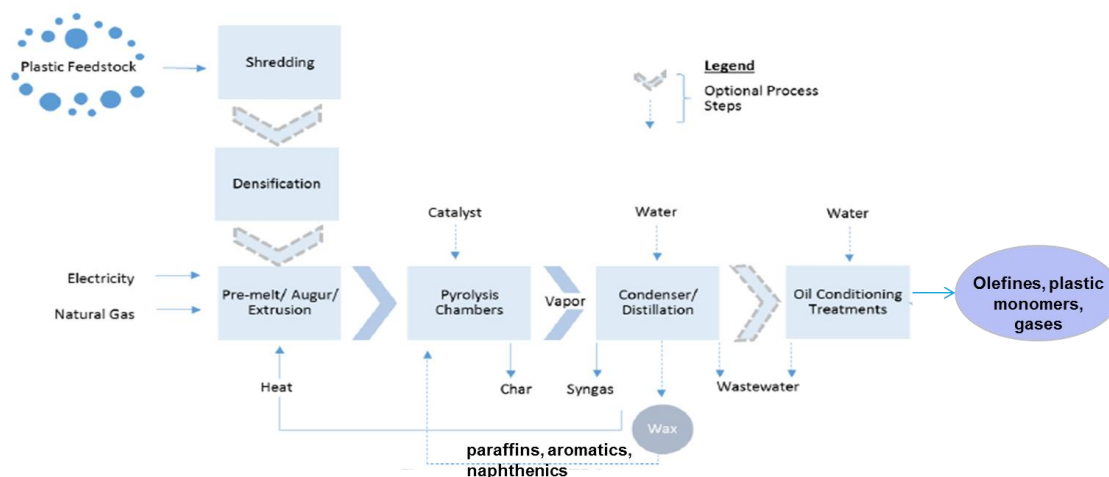 Plastic Feedstock
Shredding
Legend
Optional Process
Steps
Densification
Catalyst
Water
Water
Electricity
Natural Gas
Pre-melt/ Augur/
Extrusion
Pyrolysis
Chambers
Vapor
Condenser/
Distillation
Oil Conditioning
Treatments
Olefines, plastic
monomers,
gases
Heat
Char
Syngas
Wastewater
Wax
paraffins, aromatics,
naphthenics